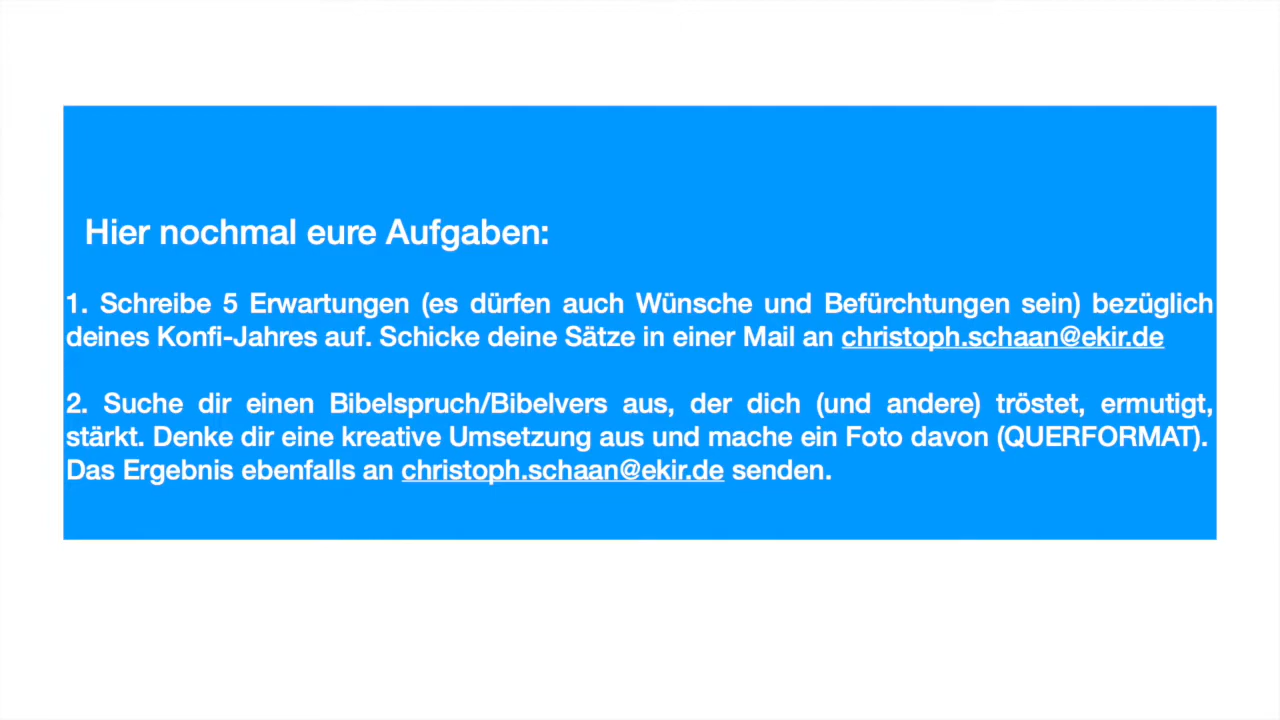 Hier nochmal eure Aufgaben:
1. Schreibe 5 Erwartungen (es dürfen auch Wünsche und Befürchtungen sein) bezüglich
deines Konfi-Jahres auf. Schicke deine Sätze in einer Mail an christoph.schaan@ekir.de
2. Suche dir einen Bibelspruch/Bibelvers aus, der dich (und andere) tröstet, ermutigt,
stärkt. Denke dir eine kreative Umsetzung aus und mache ein Foto davon (QUERFORMAT).
Das Ergebnis ebenfalls an christoph.schaan@ekir.de senden.